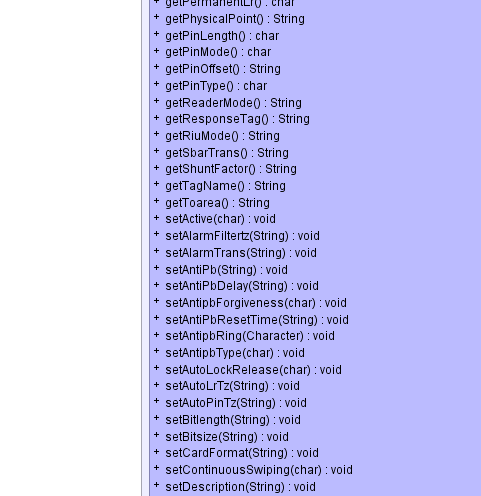 + getPermanentLr() : char
+ getPhysicalPoint() : String
+ getPinLength() : char
+ getPinMode() : char
+ getPinOffset() : String
+ getPinType() : char
+ getReaderMode() : String
+ getResponseTag() : String
+ getRiuMode() : String
+ getSbarTrans() : String
+ getShuntFactor() : String
+ getTagName() : String
+ getToarea() : String
+ setActive(char) : void
+ setAlarmFiltertz(String) : void
+ setAlarmTrans(String) : void
+ setAntiPb(String) : void
+ setAntiPbDelay(String) : void
+ setAntipbForgiveness(char) : void
+ setAntiPbResetTime(String) : void
+ setAntipbRing(Character) : void
+ setAntipbType(char) : void
+ setAutoLockRelease(char) : void
+ setAutoLrTz(String) : void
+ setAutoPinTz(String) : void
+ setBitlength(String) : void
+ setBitsize(String) : void
+ setCardFormat(String) : void
+ setContinuousSwiping(char) : void
+ setDescription(String) : void